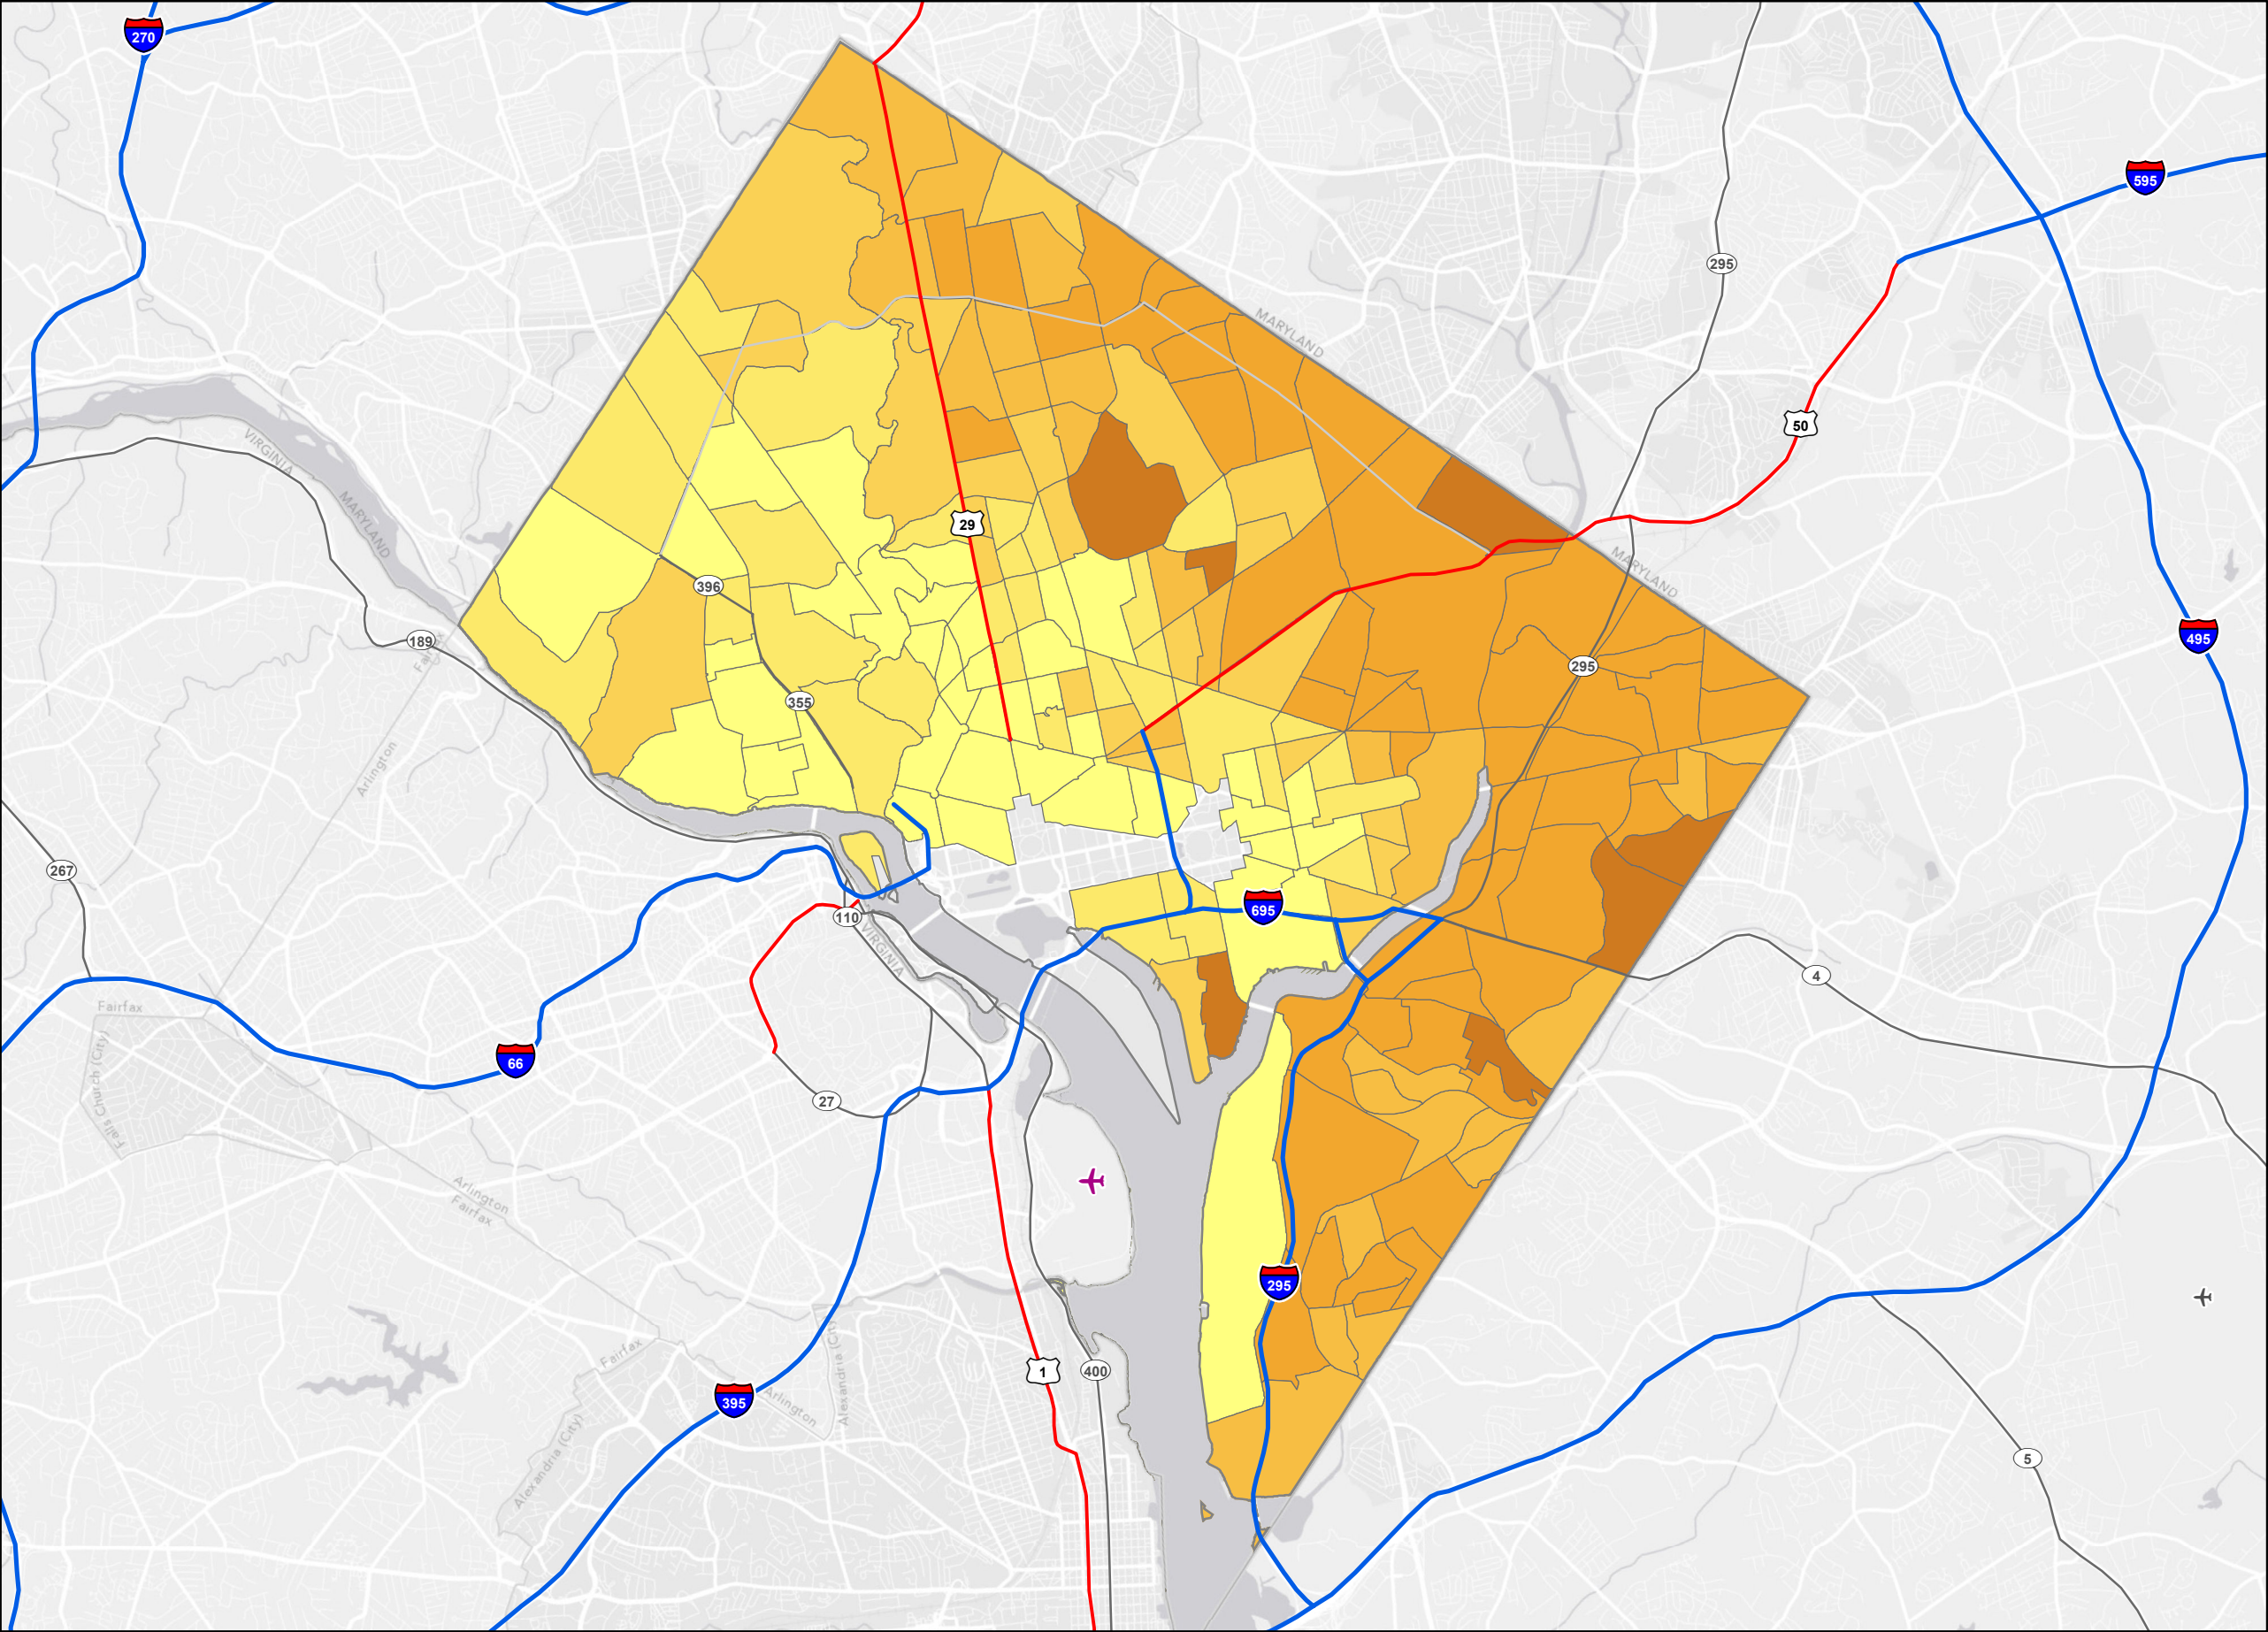 270
595
295
MARYLAND
50
VIRGINIA
MARYLAND
29
MARYLAND
396
189
Fairfax
495
295
355
Arlington
267
695
110
VIRGINIA
4
Fairfax
Falls Church (City)
66
27
Arlington
Fairfax
295
Fairfax
Alexandria (City)
1
400
395
Arlington
Alexandria (City)
5